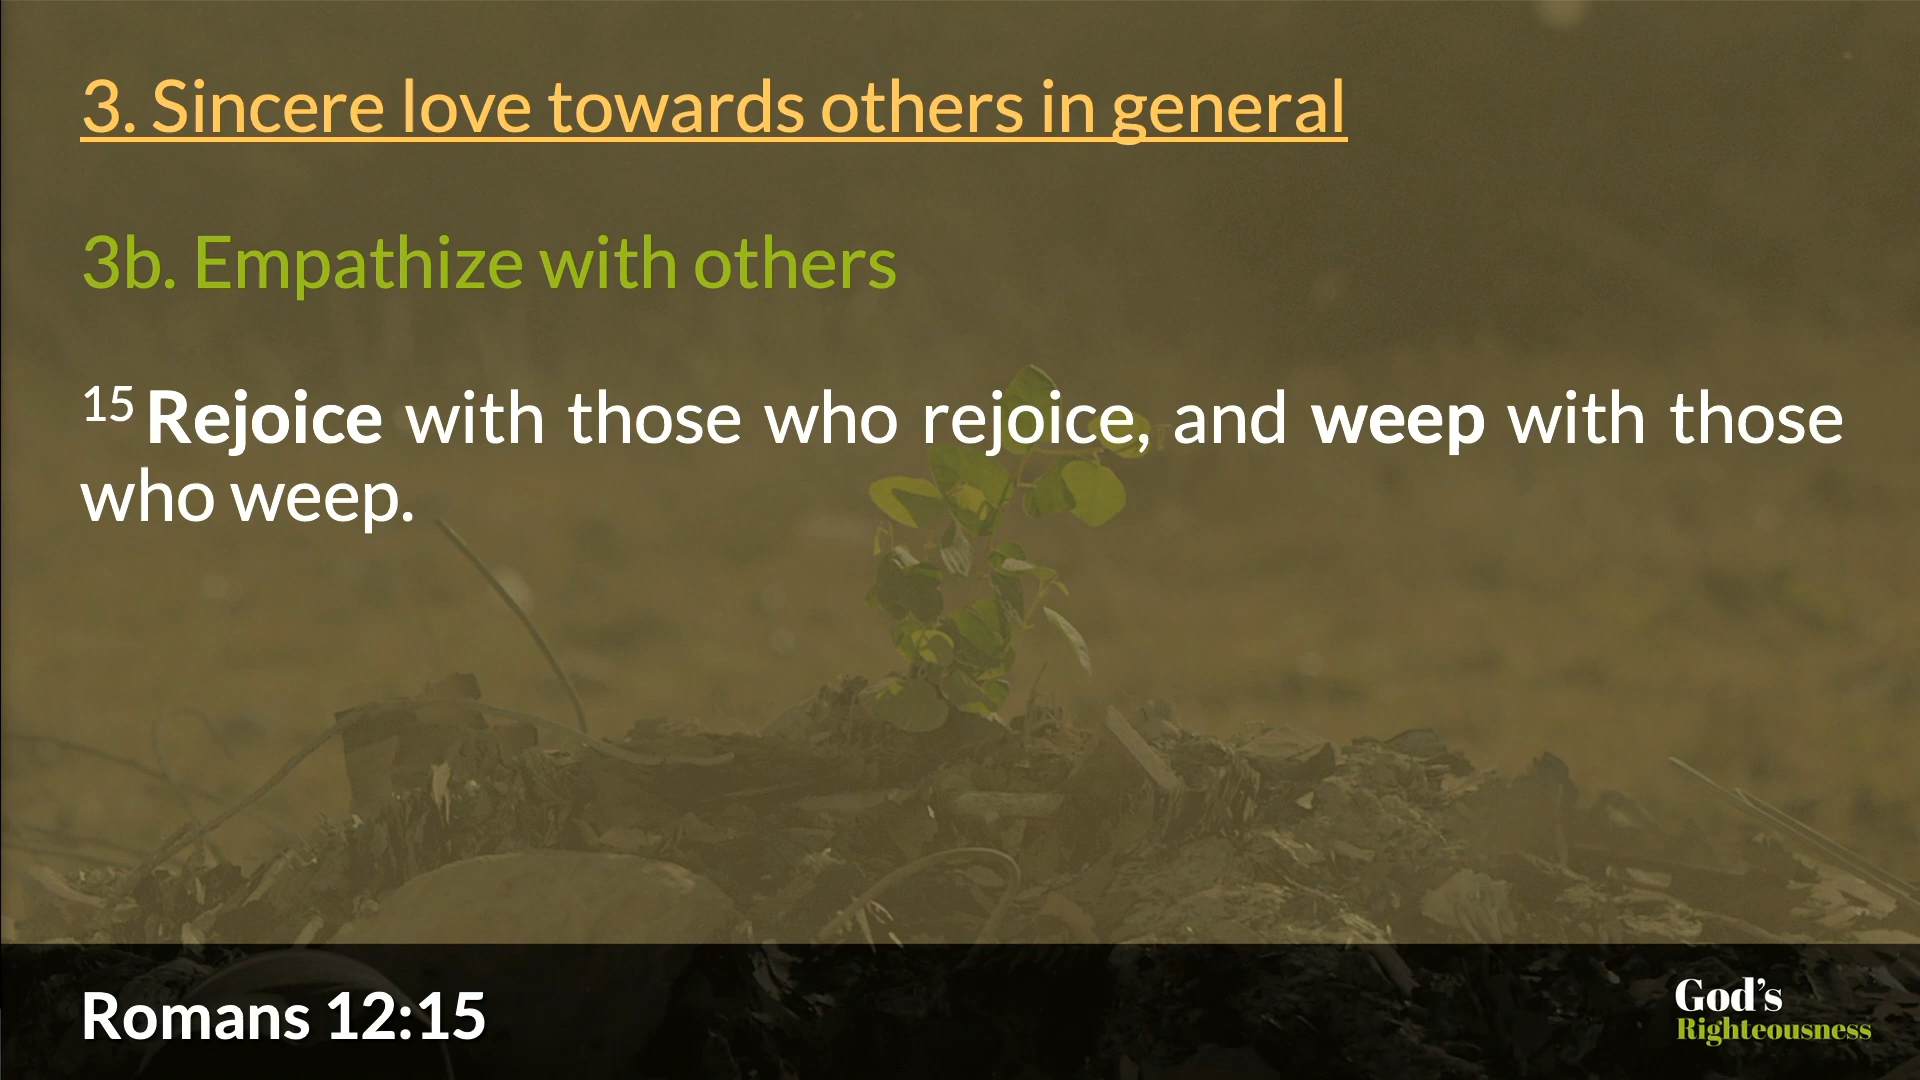 3. Sincere love towards others in general
3b. Empathize with others
15 Rejoice with those who rejoice, and weep with those
who weep.
Romans 12:15
God's
Righteousness